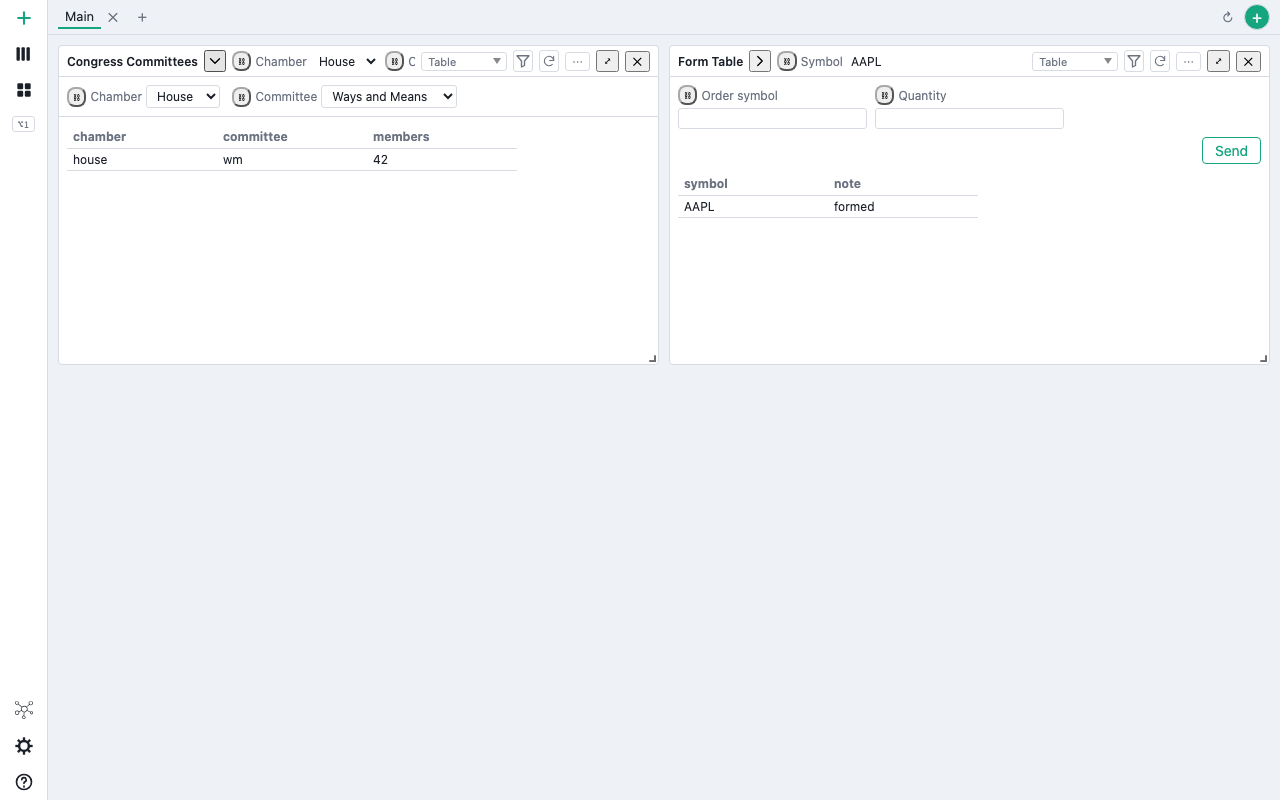 Main
⌥1
Congress Committees Chamber House C Table
Chamber House Committee Ways and Means
chamber committee members
house wm 42
Form Table Symbol AAPL Table
Order symbol Quantity
Send
symbol note
AAPL formed